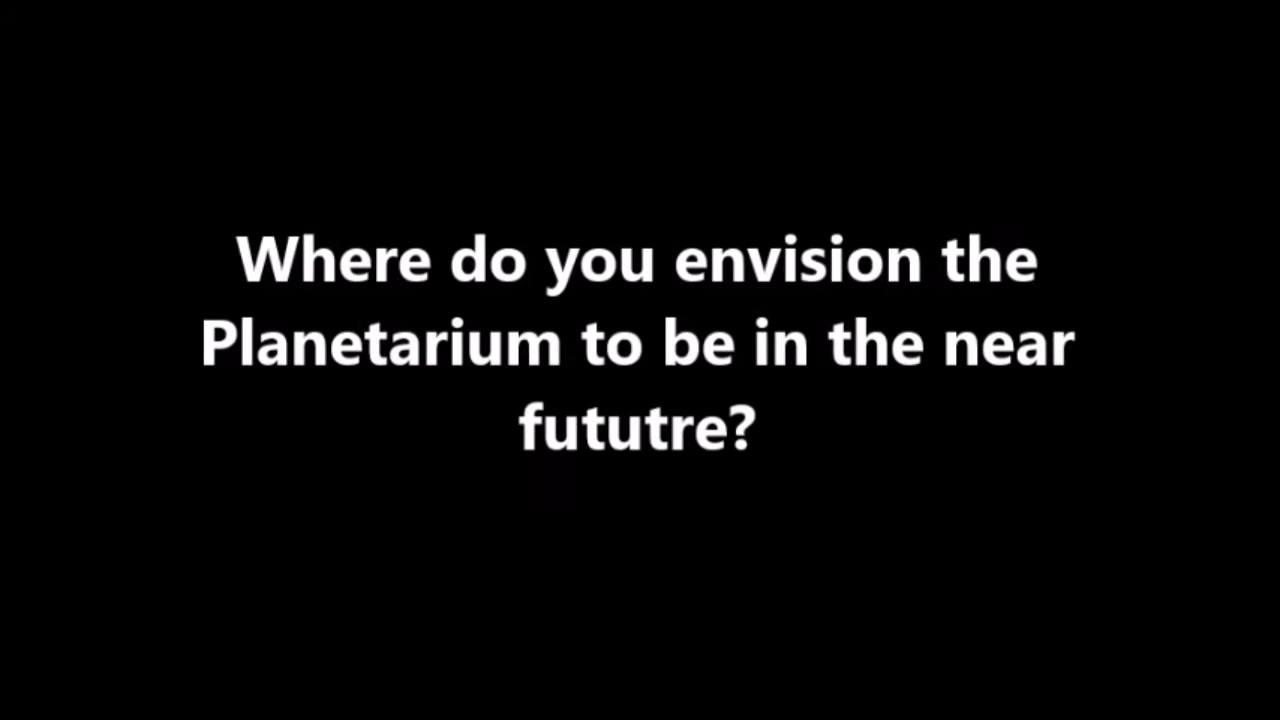 Where do you envision the
Planetarium to be in the near
fututre?